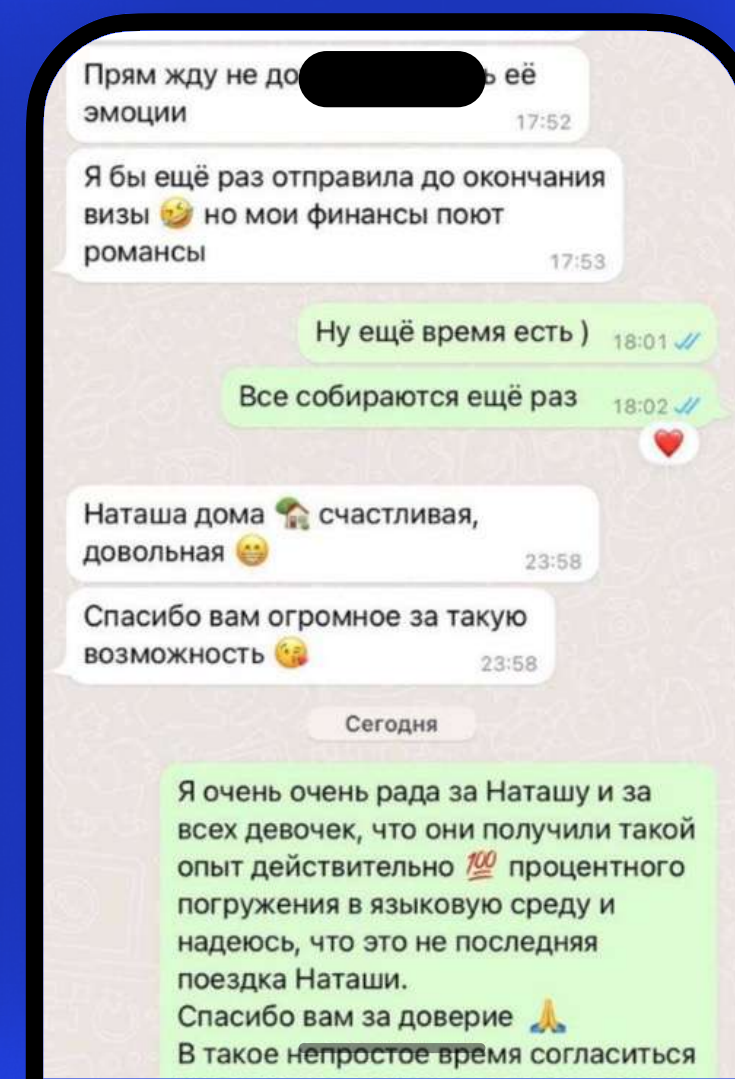 Прям жду не до ь её
эмоции
17:52
Я бы ещё раз отправила до окончания
визы 🤣 но мои финансы поют
романсы
17:53
Ну ещё время есть )
18:01
Все собираются ещё раз
18:02
Наташа дома 🏡 счастливая,
довольная 😁
23:58
Спасибо вам огромное за такую
возможность 😘
23:58
Сегодня
Я очень очень рада за Наташу и за
всех девочек, что они получили такой
опыт действительно 💯 процентного
погружения в языковую среду и
надеюсь, что это не последняя
поездка Наташи.
Спасибо вам за доверие 🙏
В такое непростое время согласиться